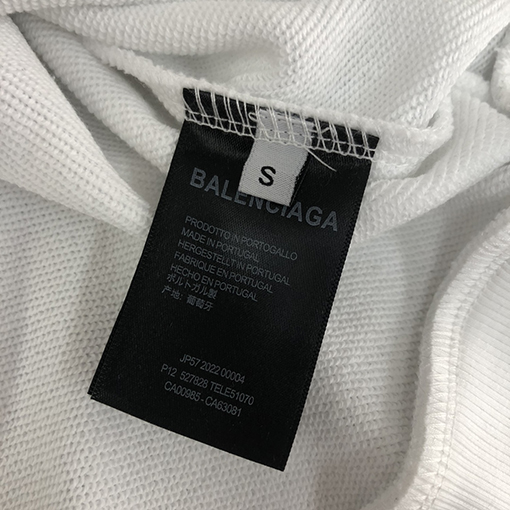 S
BALENCIAGA
PRODOTTO IN PORTOGALLO
MADE IN PORTUGAL
HERGESTELLT IN PORTUGAL
FABRIQUE EN PORTUGAL
HECHO EN PORTUGAL
ポルトガル製
产地: 葡萄牙
JP57 2022 00004
P12 527828 TELE51070
CA00985 - CA63081